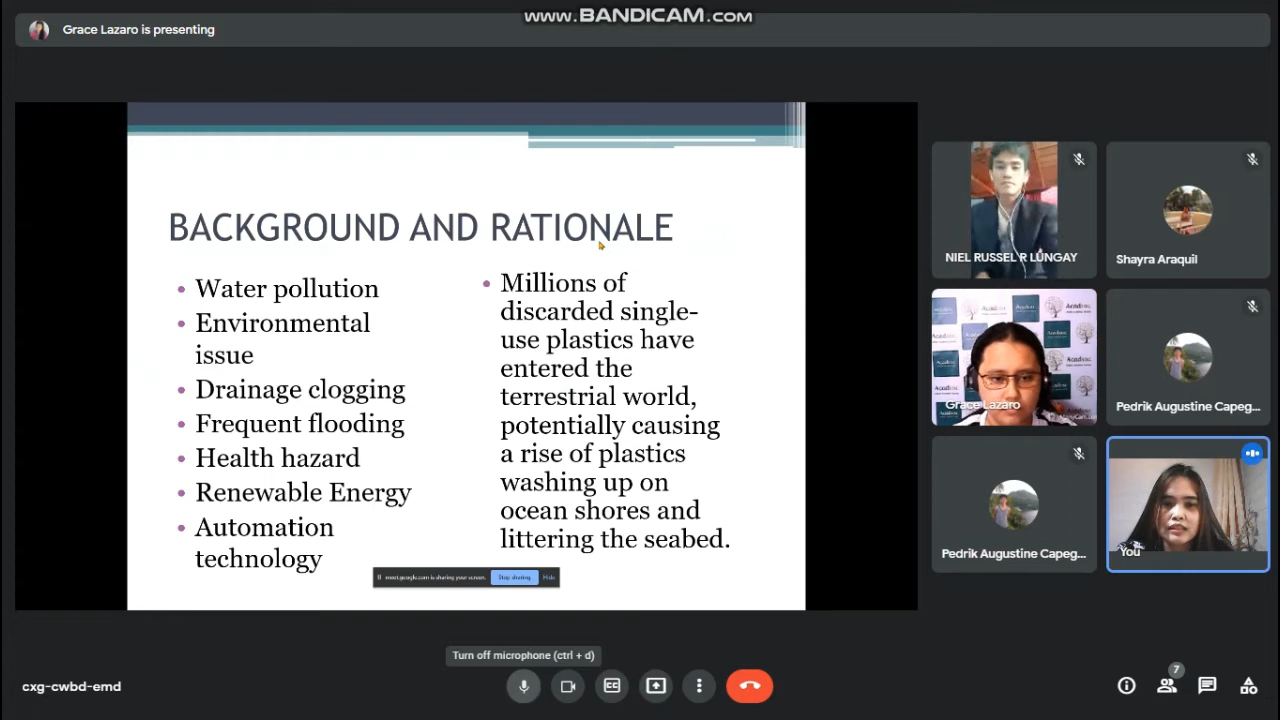 WWW.BANDICAM.COM
Grace Lazaro is presenting
BACKGROUND AND RATIONALE
• Water pollution
• Environmental
issue
• Drainage clogging
• Frequent flooding
• Health hazard
• Renewable Energy
• Automation
technology
• Millions of
discarded single-
use plastics have
entered the
terrestrial world,
potentially causing
a rise of plastics
washing up on
ocean shores and
littering the seabed.
meet.google.com is sharing your screen.
Stop sharing
Hide
NIEL RUSSEL R LUNGAY
Shayra Araquil
Grace Lazaro
Pedrik Augustine Capeg...
Pedrik Augustine Capeg...
You
Turn off microphone (ctrl + d)
cxg-cwbd-emd
7